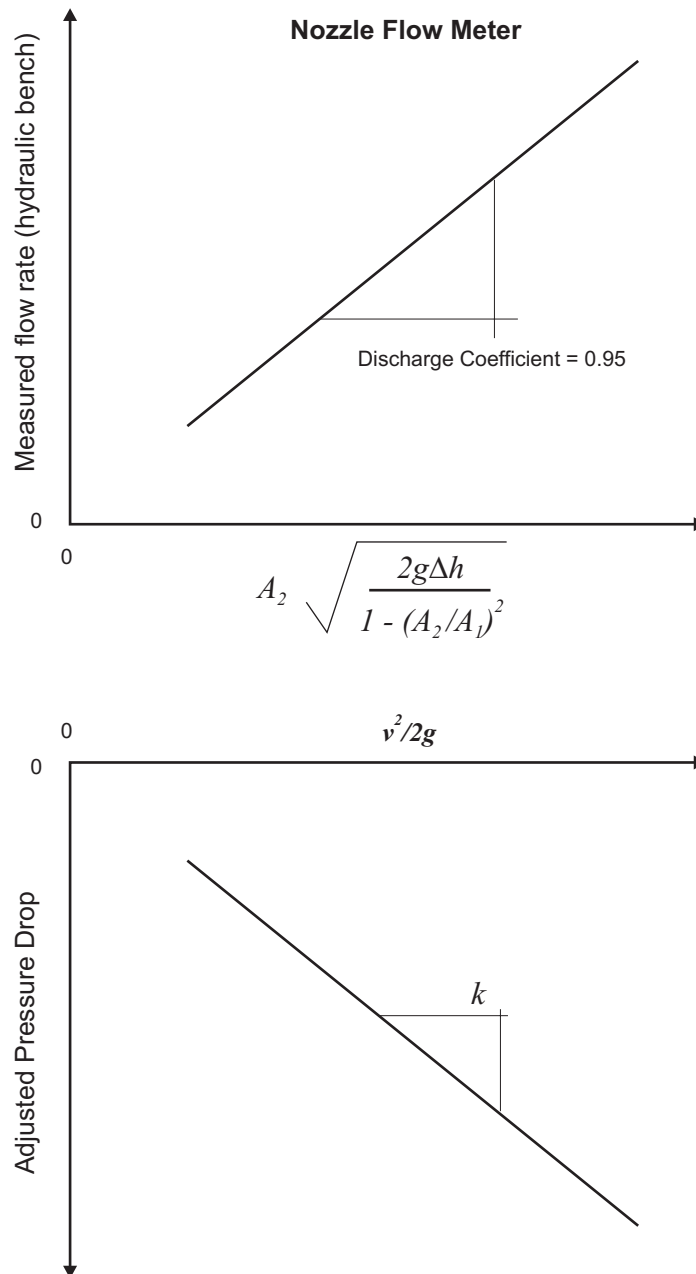 Nozzle Flow Meter
Measured flow rate (hydraulic bench)
Discharge Coefficient = 0.95
0
0
A₂ √ 2gΔh
1 - (A₂/A₁)²
0
v²/2g
0
Adjusted Pressure Drop
k